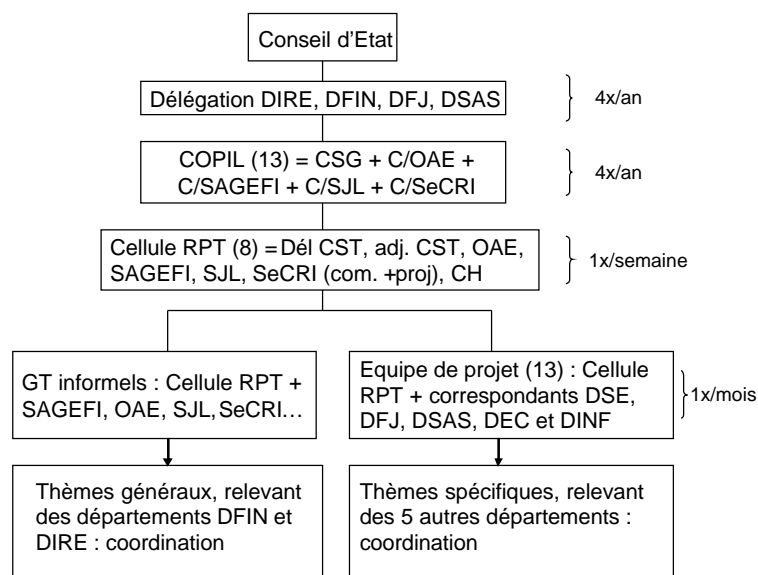 Conseil d'Etat
Délégation DIRE, DFIN, DFJ, DSAS
4x/an
COPIL (13) = CSG + C/OAE +
C/SAGEFI + C/SJL + C/SeCRI
4x/an
Cellule RPT (8) = Dél CST, adj. CST, OAE,
SAGEFI, SJL, SeCRI (com. +proj), CH
1x/semaine
GT informels : Cellule RPT +
SAGEFI, OAE, SJL, SeCRI…
Equipe de projet (13) : Cellule
RPT + correspondants DSE,
DFJ, DSAS, DEC et DINF
1x/mois
Thèmes généraux, relevant
des départements DFIN et
DIRE : coordination
Thèmes spécifiques, relevant
des 5 autres départements :
coordination